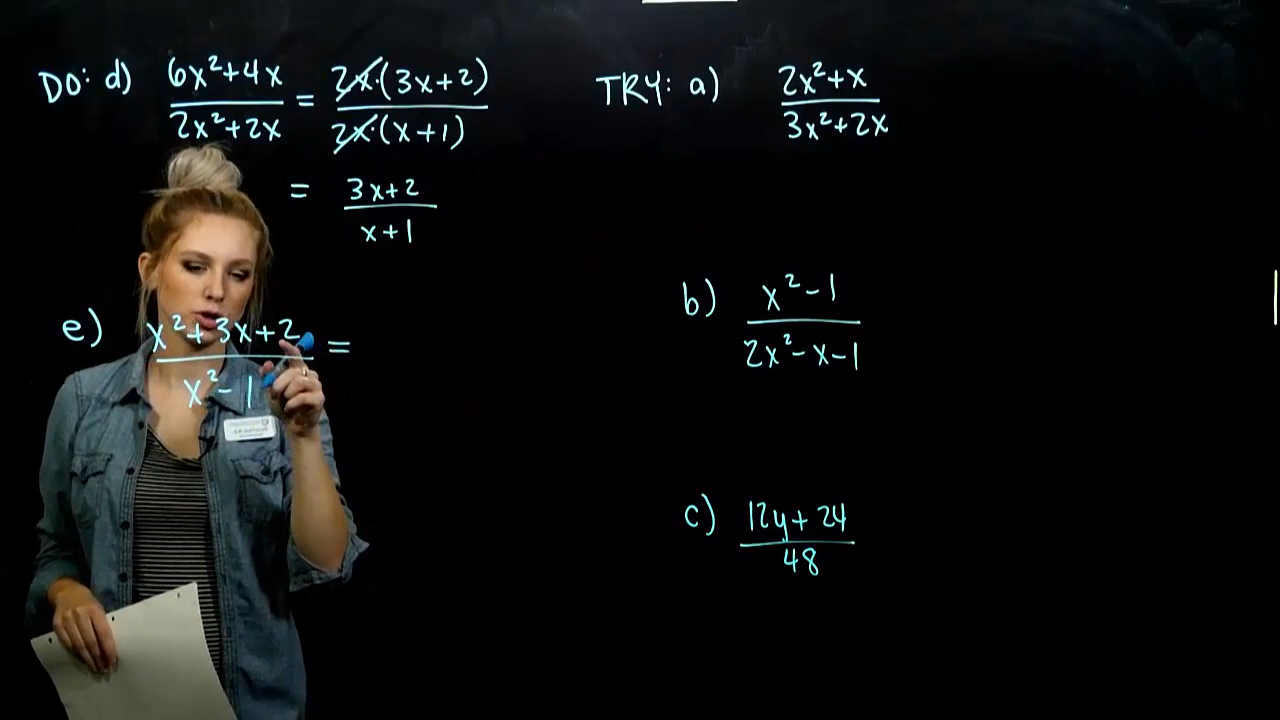 DO: d) 6x²+4x / 2x²+2x = 2x·(3x+2) / 2x·(x+1)
= 3x+2 / x+1
e) x²+3x+2 / x²-1 =
TRY: a) 2x²+x / 3x²+2x
b) x²-1 / 2x²-x-1
c) 12y+24 / 48